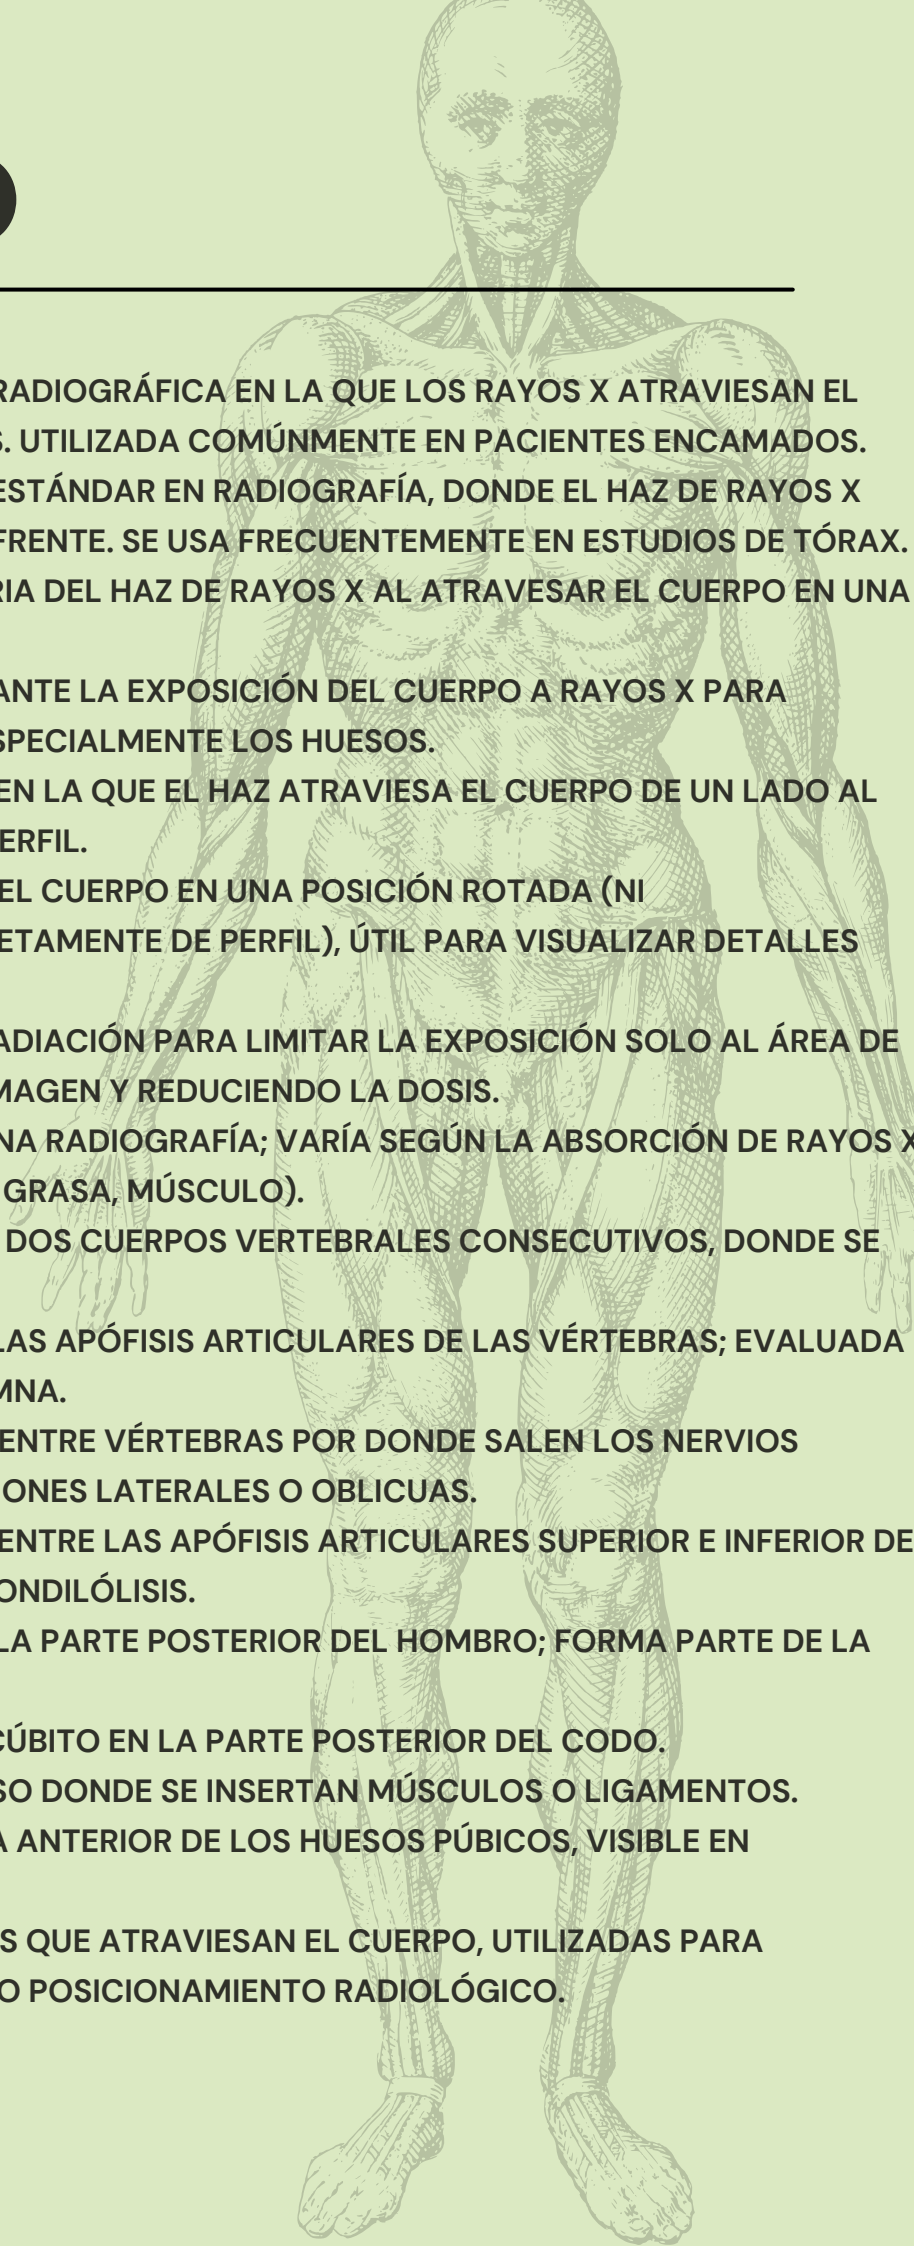 RADIOGRÁFICA EN LA QUE LOS RAYOS X ATRAVIESAN EL
S. UTILIZADA COMÚNMENTE EN PACIENTES ENCAMADOS.
ESTÁNDAR EN RADIOGRAFÍA, DONDE EL HAZ DE RAYOS X
FRENTE. SE USA FRECUENTEMENTE EN ESTUDIOS DE TÓRAX.
RIA DEL HAZ DE RAYOS X AL ATRAVESAR EL CUERPO EN UNA
ANTE LA EXPOSICIÓN DEL CUERPO A RAYOS X PARA
SPECIALMENTE LOS HUESOS.
EN LA QUE EL HAZ ATRAVIESA EL CUERPO DE UN LADO AL
ERFIL.
EL CUERPO EN UNA POSICIÓN ROTADA (NI
ETAMENTE DE PERFIL), ÚTIL PARA VISUALIZAR DETALLES
ADIACIÓN PARA LIMITAR LA EXPOSICIÓN SOLO AL ÁREA DE
MAGEN Y REDUCIENDO LA DOSIS.
NA RADIOGRAFÍA; VARÍA SEGÚN LA ABSORCIÓN DE RAYOS X
GRASA, MÚSCULO).
DOS CUERPOS VERTEBRALES CONSECUTIVOS, DONDE SE
LAS APÓFISIS ARTICULARES DE LAS VÉRTEBRAS; EVALUADA
MNA.
ENTRE VÉRTEBRAS POR DONDE SALEN LOS NERVIOS
IONES LATERALES O OBLICUAS.
ENTRE LAS APÓFISIS ARTICULARES SUPERIOR E INFERIOR DE
ONDILÓLISIS.
LA PARTE POSTERIOR DEL HOMBRO; FORMA PARTE DE LA
CÚBITO EN LA PARTE POSTERIOR DEL CODO.
SO DONDE SE INSERTAN MÚSCULOS O LIGAMENTOS.
A ANTERIOR DE LOS HUESOS PÚBICOS, VISIBLE EN
S QUE ATRAVIESAN EL CUERPO, UTILIZADAS PARA
O POSICIONAMIENTO RADIOLÓGICO.